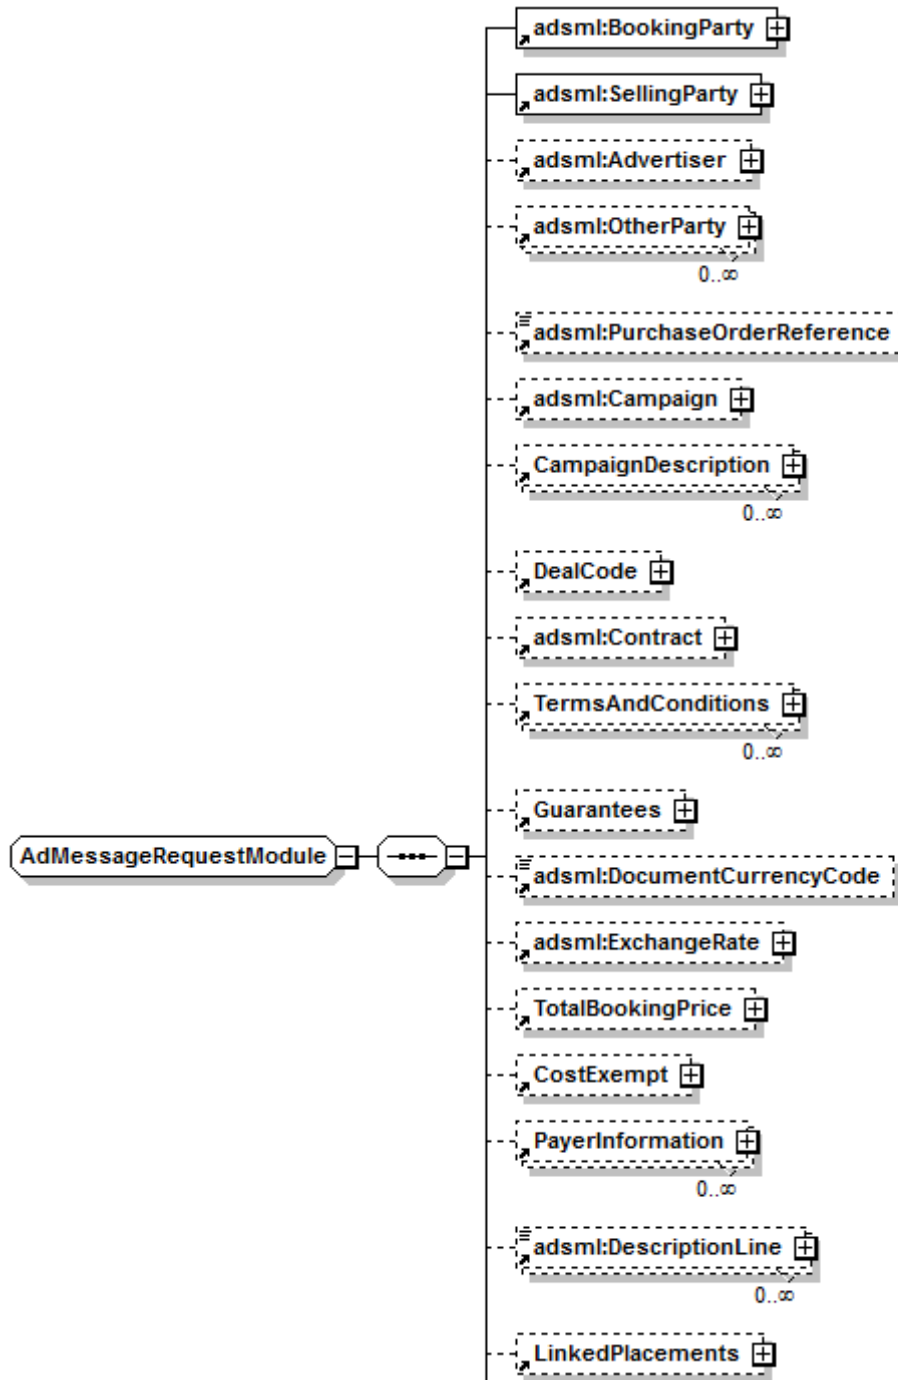 adsml:BookingParty
adsml:SellingParty
adsml:Advertiser
adsml:OtherParty
0..∞
adsml:PurchaseOrderReference
adsml:Campaign
CampaignDescription
0..∞
DealCode
adsml:Contract
TermsAndConditions
0..∞
Guarantees
AdMessageRequestModule
adsml:DocumentCurrencyCode
adsml:ExchangeRate
TotalBookingPrice
CostExempt
PayerInformation
0..∞
adsml:DescriptionLine
0..∞
LinkedPlacements